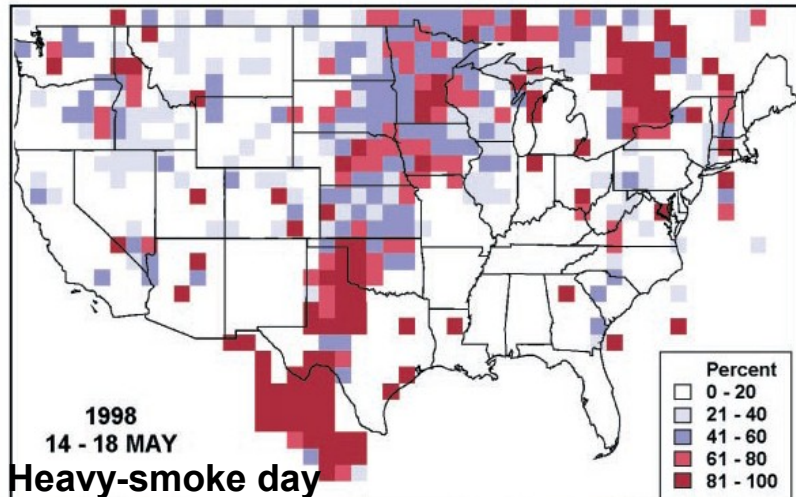 1998
14 - 18 MAY
Heavy-smoke day
Percent
0 - 20
21 - 40
41 - 60
61 - 80
81 - 100